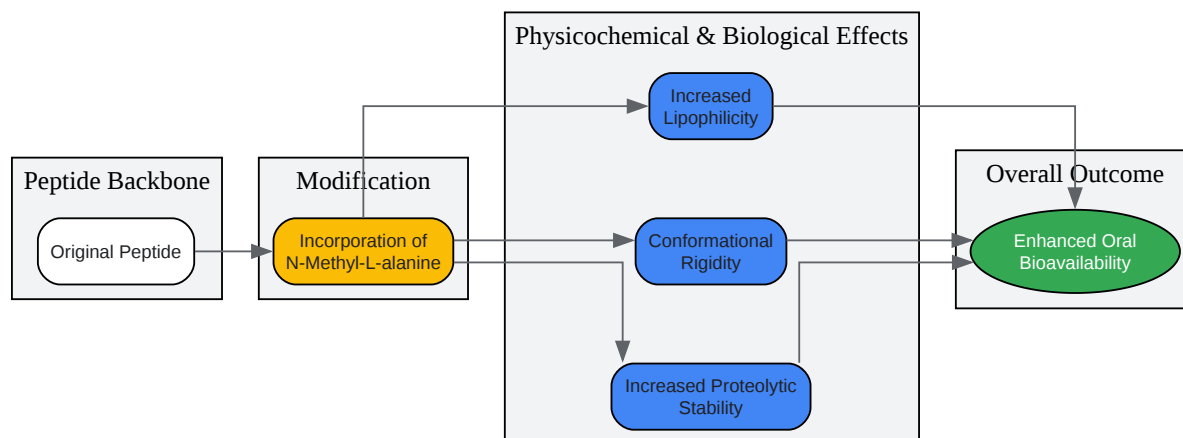 Physicochemical & Biological Effects
Increased
Lipophilicity
Peptide Backbone
Modification
Overall Outcome
Original Peptide
Incorporation of
N-Methyl-L-alanine
Conformational
Rigidity
Enhanced Oral
Bioavailability
Increased Proteolytic
Stability